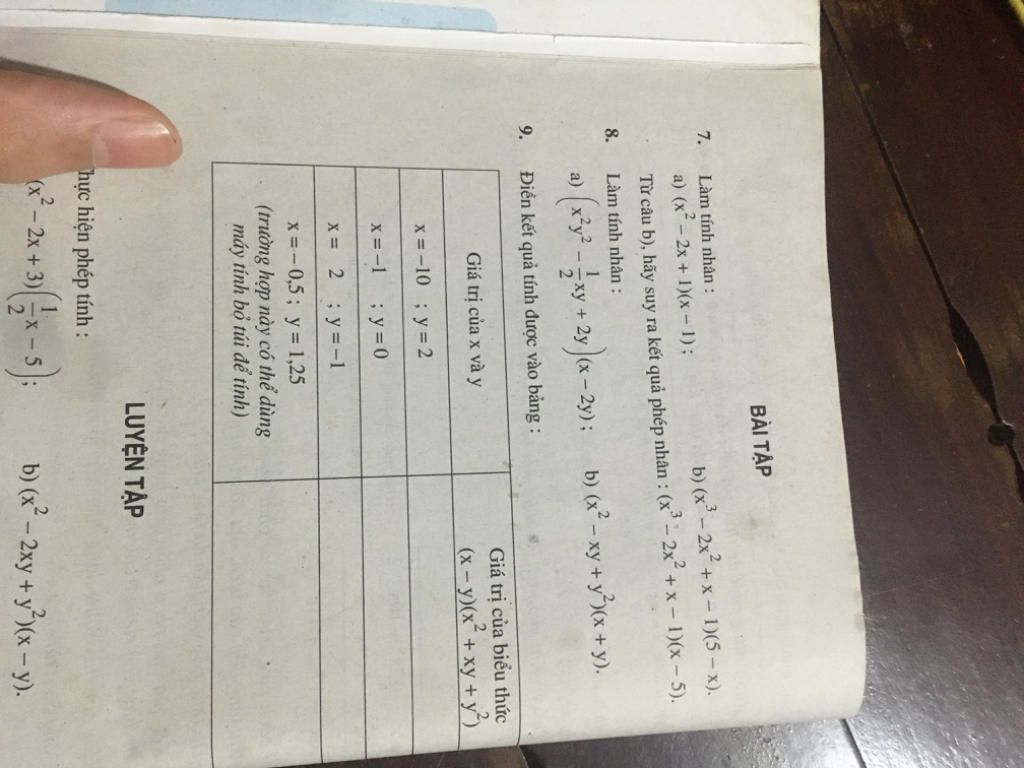 BÀI TẬP
7. Làm tính nhân :
a) (x² – 2x + 1)(x – 1) ; b) (x³ – 2x² + x – 1)(5 – x).
Từ câu b), hãy suy ra kết quả phép nhân : (x³ – 2x² + x – 1)(x – 5).
8. Làm tính nhân :
a) (x²y² – 1/2 xy + 2y)(x – 2y) ; b) (x² – xy + y²)(x + y).
9. Điền kết quả tính được vào bảng :
Giá trị của x và y
Giá trị của biểu thức
(x – y)(x² + xy + y²)
x = –10 ; y = 2
x = –1 ; y = 0
x = 2 ; y = –1
x = – 0,5 ; y = 1,25
(trường hợp này có thể dùng
máy tính bỏ túi để tính)
LUYỆN TẬP
hực hiện phép tính :
(x² – 2x + 3)(1/2 x – 5) ; b) (x² – 2xy + y²)(x – y).